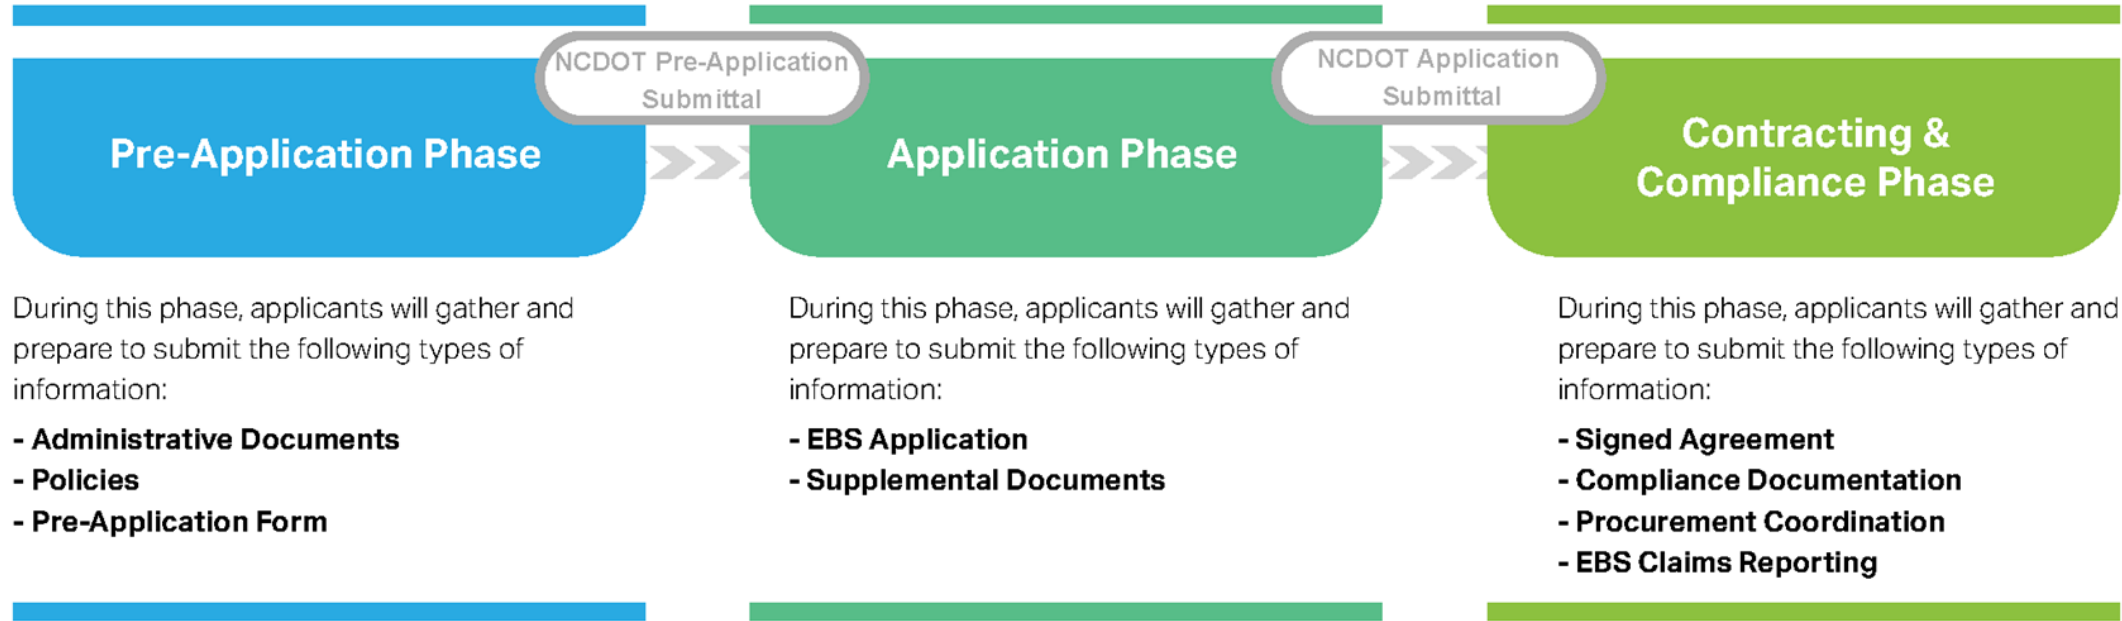 NCDOT Pre-Application
Submittal
NCDOT Application
Submittal
Pre-Application Phase
Application Phase
Contracting &
Compliance Phase
During this phase, applicants will gather and
prepare to submit the following types of
information:
- Administrative Documents
- Policies
- Pre-Application Form
During this phase, applicants will gather and
prepare to submit the following types of
information:
- EBS Application
- Supplemental Documents
During this phase, applicants will gather and
prepare to submit the following types of
information:
- Signed Agreement
- Compliance Documentation
- Procurement Coordination
- EBS Claims Reporting